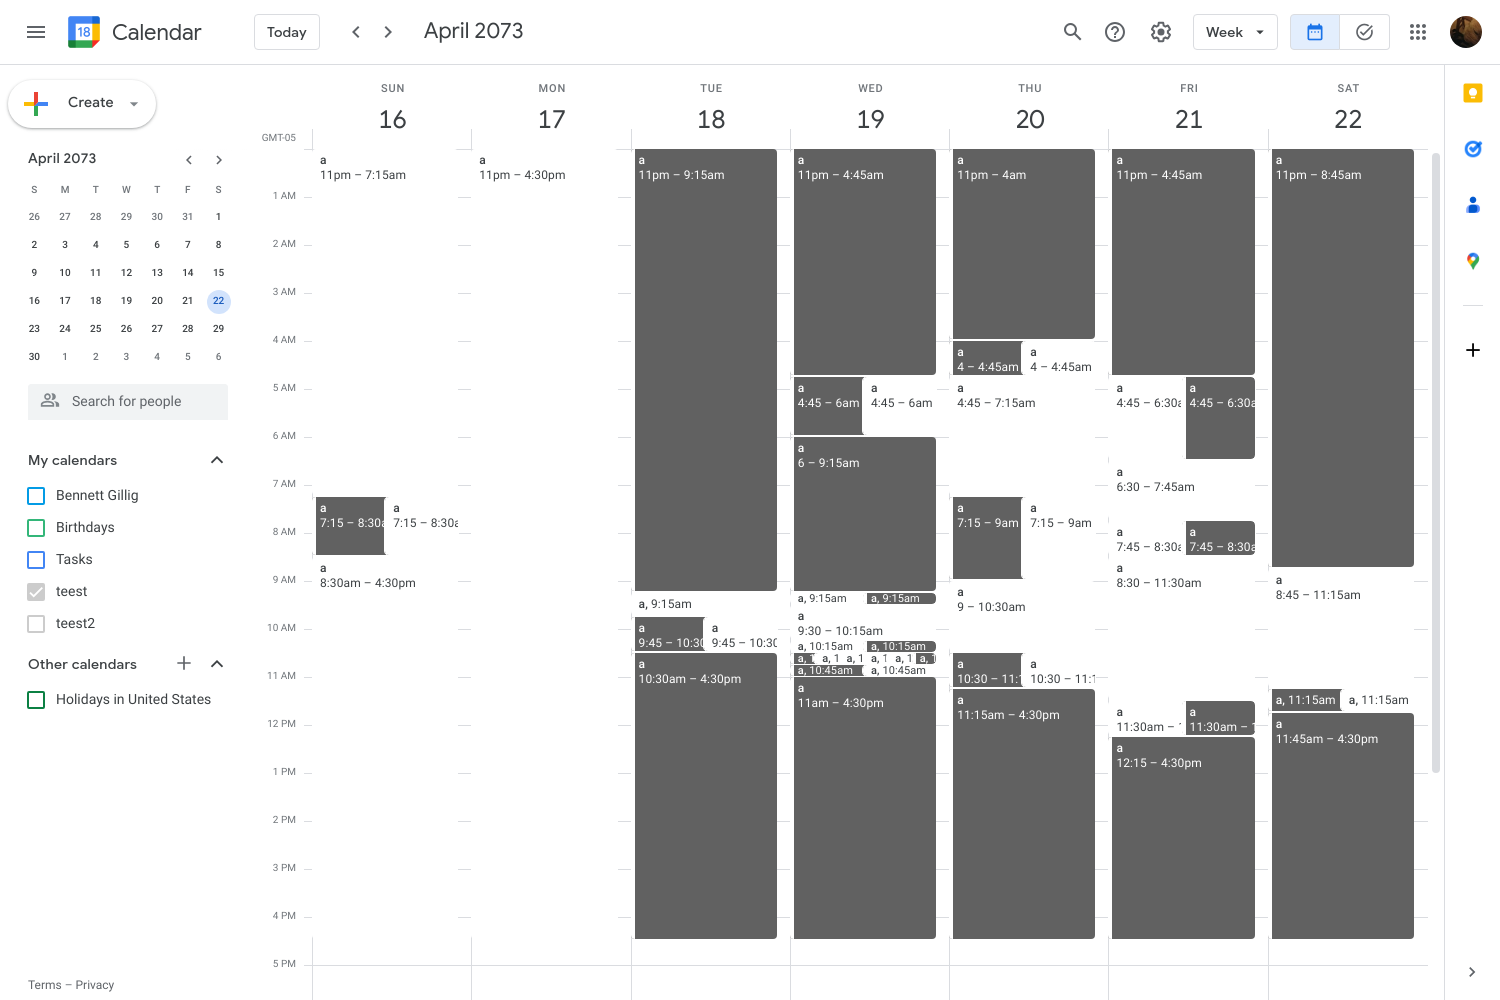 18 Calendar
Today
April 2073
Week
Create
SUN MON TUE WED THU FRI SAT
16 17 18 19 20 21 22
GMT-05
April 2073
S M T W T F S
26 27 28 29 30 31 1
2 3 4 5 6 7 8
9 10 11 12 13 14 15
16 17 18 19 20 21 22
23 24 25 26 27 28 29
30 1 2 3 4 5 6
Search for people
My calendars
Bennett Gillig
Birthdays
Tasks
teest
teest2
Other calendars
Holidays in United States
Terms – Privacy
1 AM
2 AM
3 AM
4 AM
5 AM
6 AM
7 AM
8 AM
9 AM
10 AM
11 AM
12 PM
1 PM
2 PM
3 PM
4 PM
5 PM
a
11pm – 7:15am
a
7:15 – 8:30a
a
7:15 – 8:30a
a
8:30am – 4:30pm
a
11pm – 4:30pm
a
11pm – 9:15am
a, 9:15am
a
9:45 – 10:30
a
9:45 – 10:30
a
10:30am – 4:30pm
a
11pm – 4:45am
a
4:45 – 6am
a
4:45 – 6am
a
6 – 9:15am
a, 9:15am
a, 9:15am
a
9:30 – 10:15am
a, 10:15am
a, 10:15am
a, 1
a, 1
a, 1
a, 1
a, 1
a, 1
a, 10:45am
a, 10:45am
a
11am – 4:30pm
a
11pm – 4am
a
4 – 4:45am
a
4 – 4:45am
a
4:45 – 7:15am
a
7:15 – 9am
a
7:15 – 9am
a
9 – 10:30am
a
10:30 – 11:1
a
10:30 – 11:1
a
11:15am – 4:30pm
a
11pm – 4:45am
a
4:45 – 6:30a
a
4:45 – 6:30a
a
6:30 – 7:45am
a
7:45 – 8:30a
a
7:45 – 8:30a
a
8:30 – 11:30am
a
11:30am –
a
11:30am –
a
12:15 – 4:30pm
a
11pm – 8:45am
a
8:45 – 11:15am
a, 11:15am
a, 11:15am
a
11:45am – 4:30pm